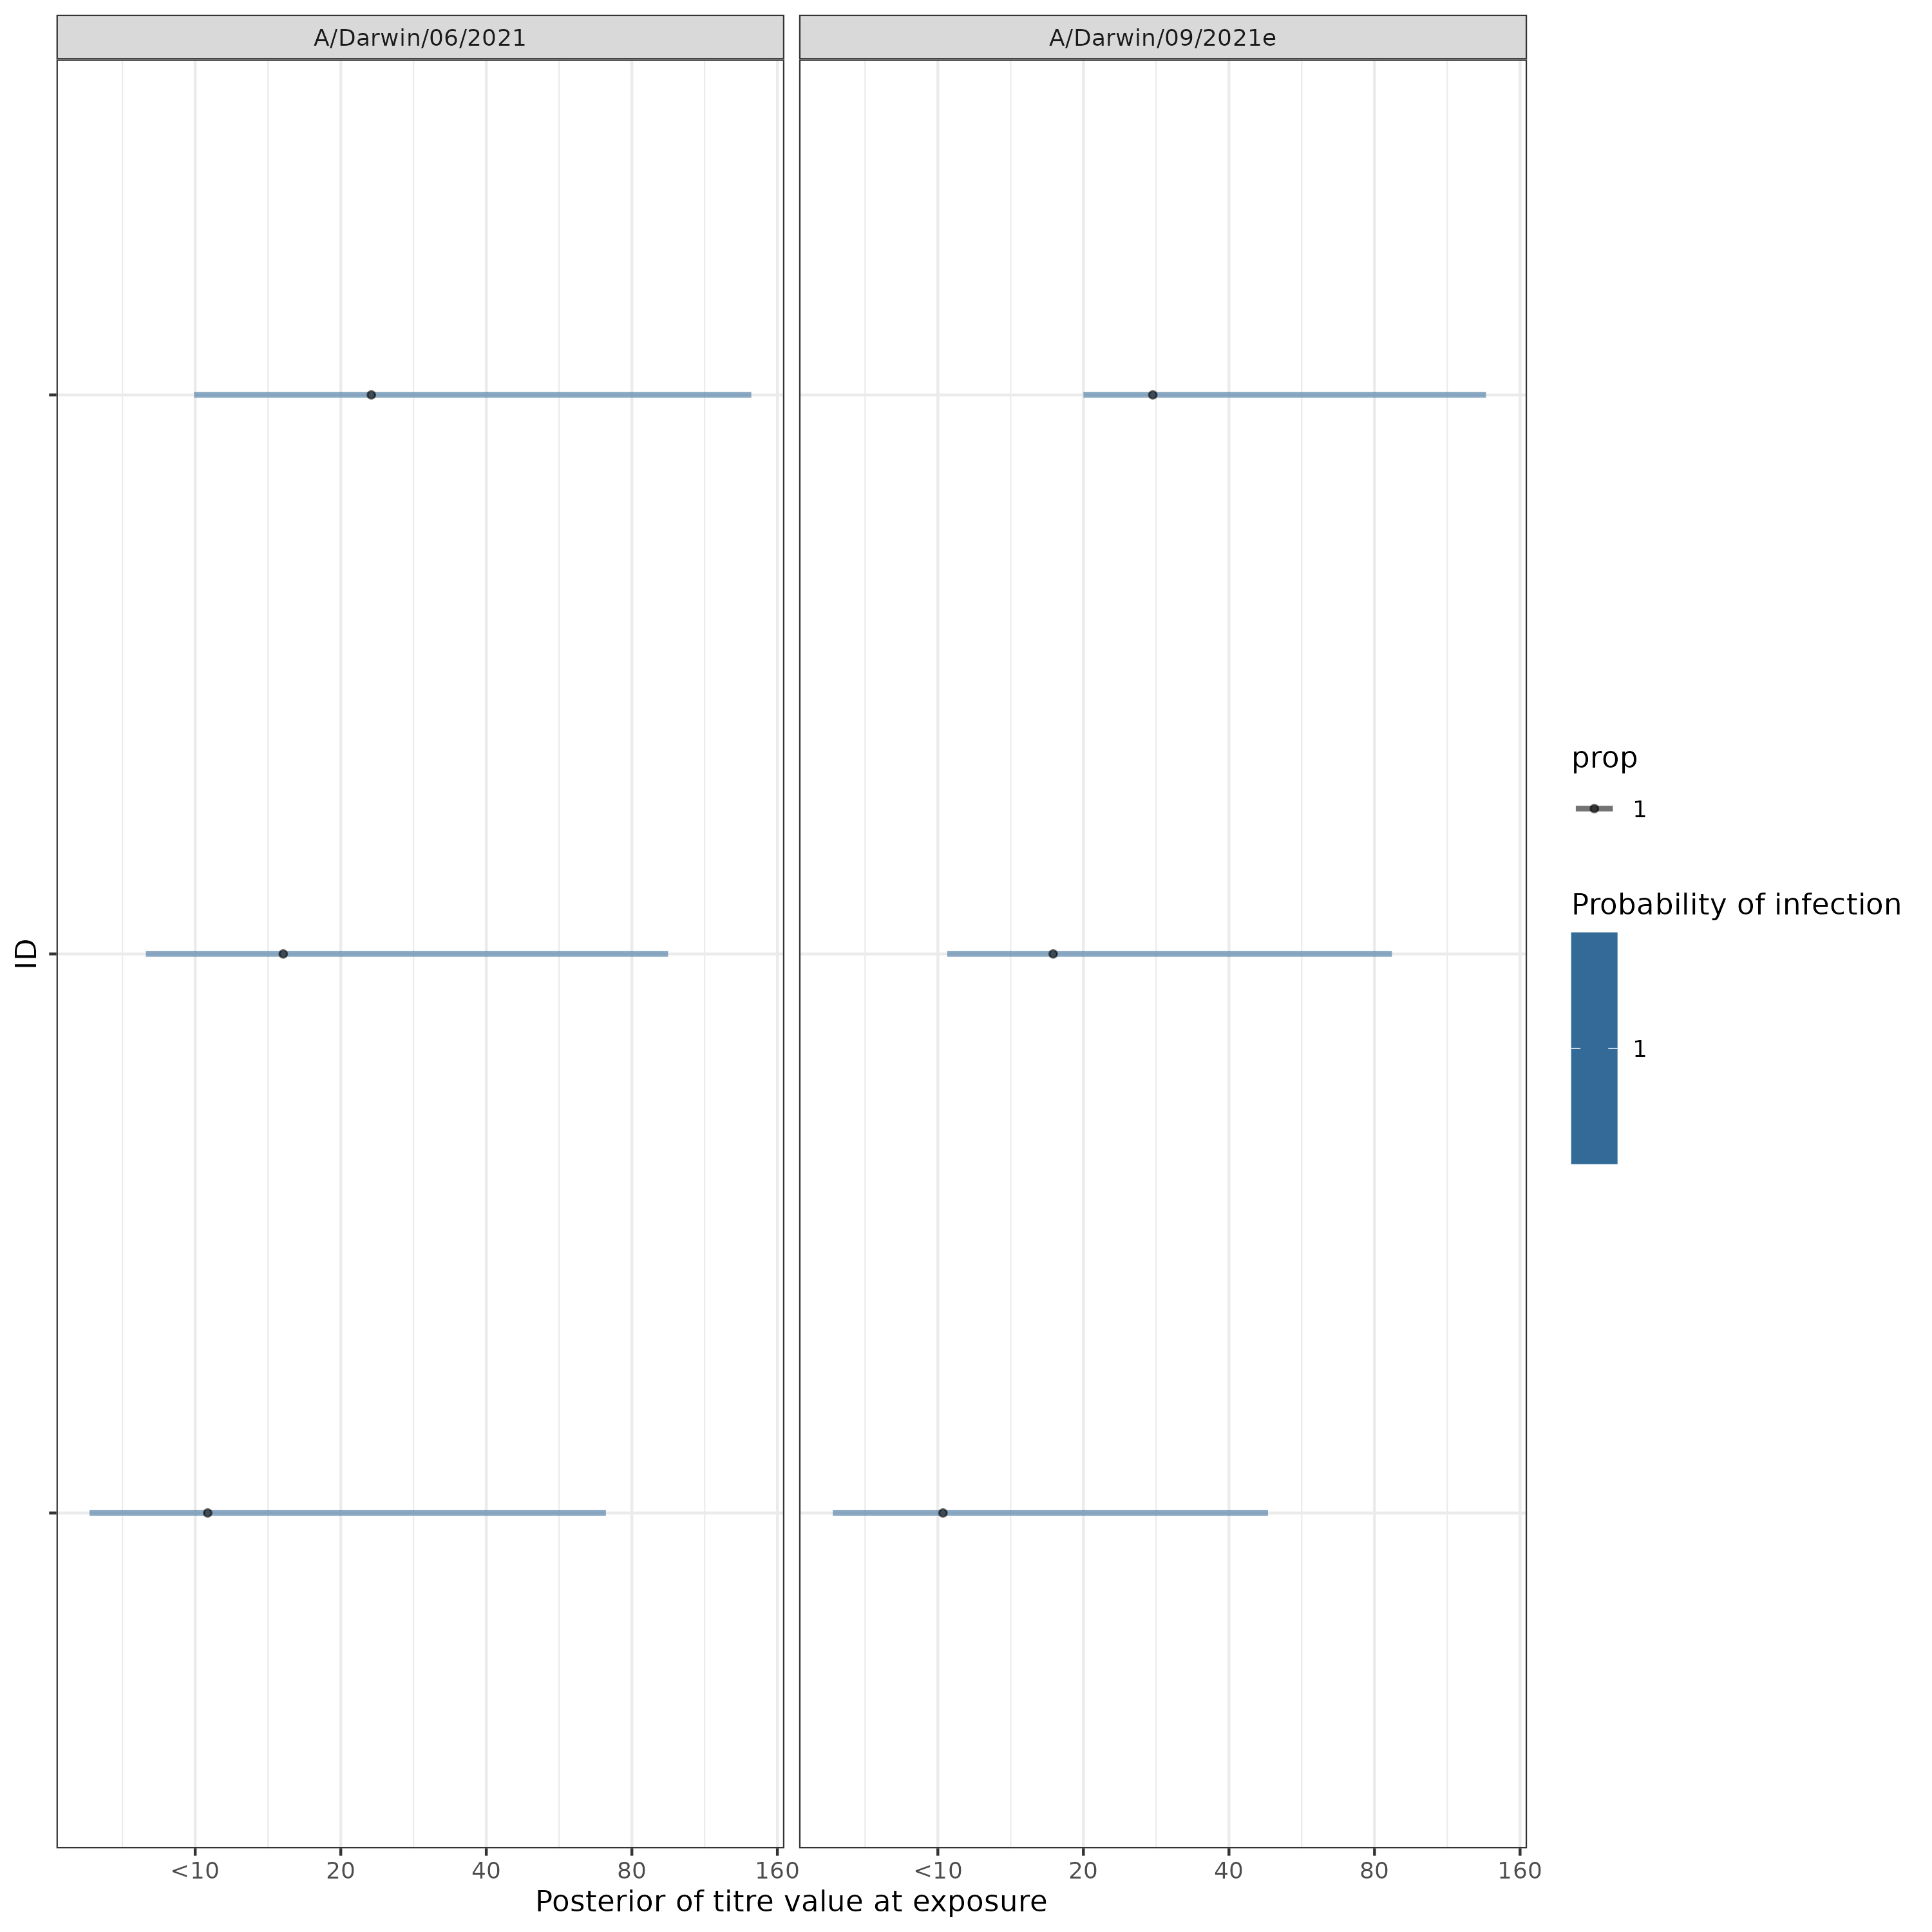 A/Darwin/06/2021
A/Darwin/09/2021e
ID
<10 20 40 80 160
<10 20 40 80 160
Posterior of titre value at exposure
prop
1
Probability of infection
1